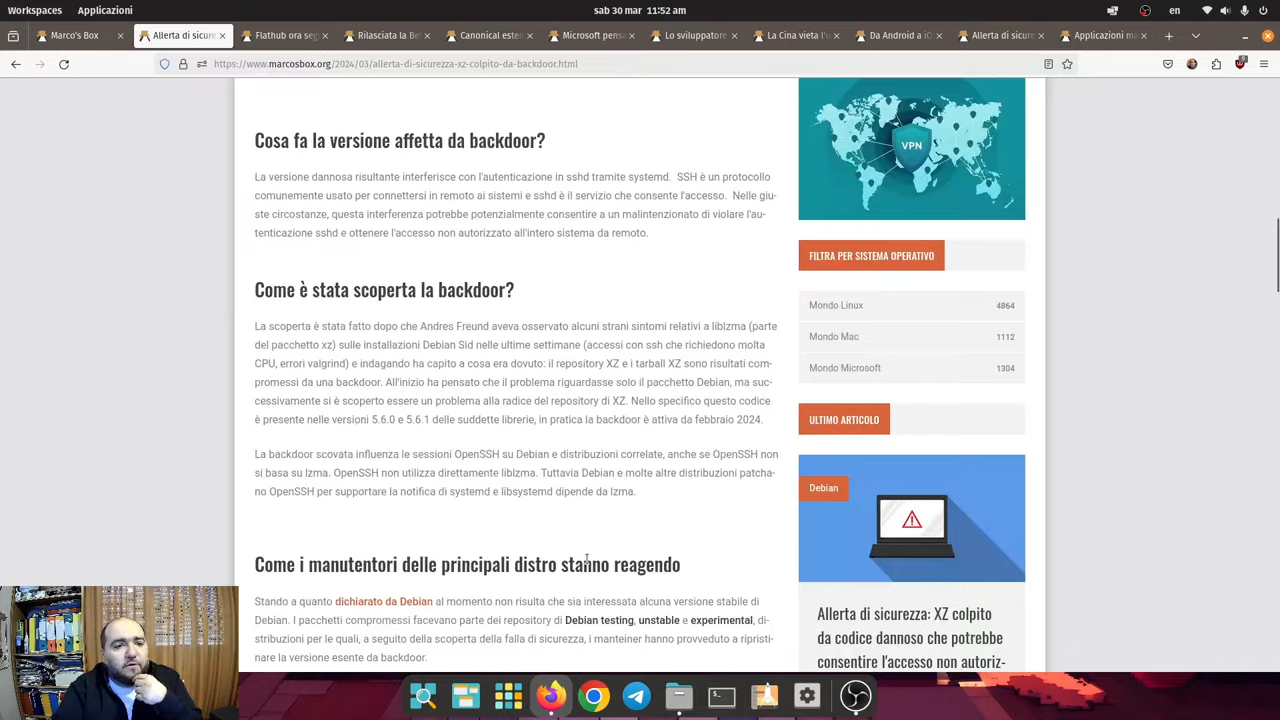 Workspaces
Applicazioni
sab 30 mar 11:52 am
en
Marco's Box
Allerta di sicure
Flathub ora seg
Rilasciata la Be
Canonical esten
Microsoft pens
Lo sviluppatore
La Cina vieta l'u
Da Android a iO
Allerta di sicure
Applicazioni ma
https://www.marcosbox.org/2024/03/allerta-di-sicurezza-xz-colpito-da-backdoor.html
Cosa fa la versione affetta da backdoor?
La versione dannosa risultante interferisce con l'autenticazione in sshd tramite systemd.  SSH è un protocollo
comunemente usato per connettersi in remoto ai sistemi e sshd è il servizio che consente l'accesso.  Nelle giu-
ste circostanze, questa interferenza potrebbe potenzialmente consentire a un malintenzionato di violare l'au-
tenticazione sshd e ottenere l'accesso non autorizzato all'intero sistema da remoto.
Come è stata scoperta la backdoor?
La scoperta è stata fatto dopo che Andres Freund aveva osservato alcuni strani sintomi relativi a liblzma (parte
del pacchetto xz) sulle installazioni Debian Sid nelle ultime settimane (accessi con ssh che richiedono molta
CPU, errori valgrind) e indagando ha capito a cosa era dovuto: il repository XZ e i tarball XZ sono risultati com-
promessi da una backdoor. All'inizio ha pensato che il problema riguardasse solo il pacchetto Debian, ma suc-
cessivamente si è scoperto essere un problema alla radice del repository di XZ. Nello specifico questo codice
è presente nelle versioni 5.6.0 e 5.6.1 delle suddette librerie, in pratica la backdoor è attiva da febbraio 2024.
La backdoor scovata influenza le sessioni OpenSSH su Debian e distribuzioni correlate, anche se OpenSSH non
si basa su lzma. OpenSSH non utilizza direttamente liblzma. Tuttavia Debian e molte altre distribuzioni patcha-
no OpenSSH per supportare la notifica di systemd e libsystemd dipende da lzma.
Come i manutentori delle principali distro stanno reagendo
Stando a quanto dichiarato da Debian al momento non risulta che sia interessata alcuna versione stabile di
Debian. I pacchetti compromessi facevano parte dei repository di Debian testing, unstable e experimental, di-
stribuzioni per le quali, a seguito della scoperta della falla di sicurezza, i manteiner hanno provveduto a ripristi-
nare la versione esente da backdoor.
VPN
FILTRA PER SISTEMA OPERATIVO
Mondo Linux 4864
Mondo Mac 1112
Mondo Microsoft 1304
ULTIMO ARTICOLO
Debian
Allerta di sicurezza: XZ colpito
da codice dannoso che potrebbe
consentire l'accesso non autoriz-